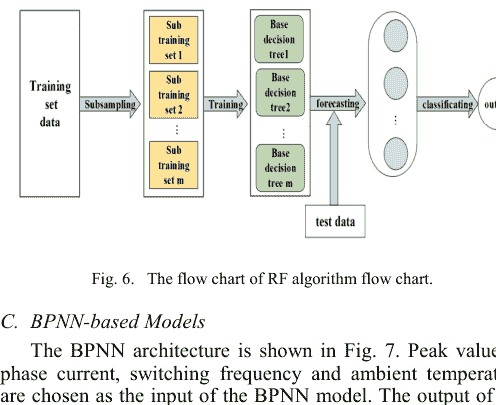 Training
set
data
Subsampling
Sub
training
set 1
Sub
training
set 2
Sub
training
set m
Training
Base
decision
tree1
Base
decision
tree2
Base
decision
tree m
forecasting
test data
classificating
Fig. 6. The flow chart of RF algorithm flow chart.
C. BPNN-based Models
The BPNN architecture is shown in Fig. 7. Peak value
phase current, switching frequency and ambient temperat
are chosen as the input of the BPNN model. The output of